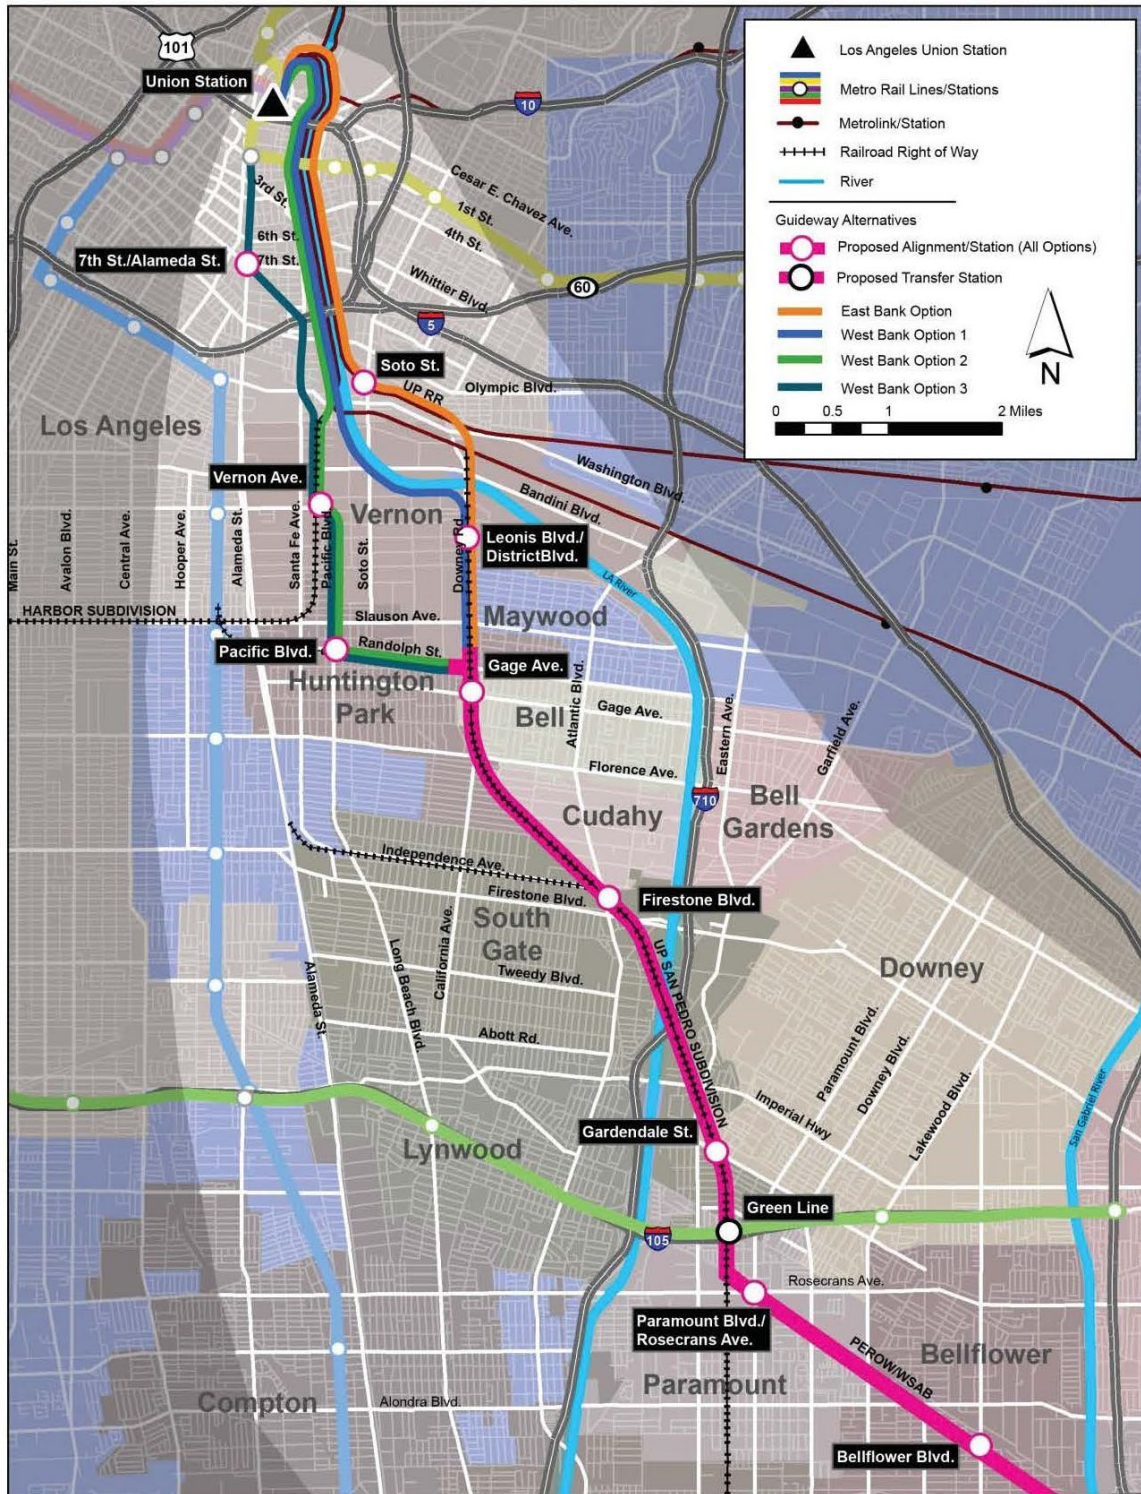 101
Union Station
10
3rd St.
Cesar E. Chavez Ave.
1st St.
4th St.
6th St.
7th St./Alameda St.
7th St.
Whittier Blvd.
60
5
Soto St.
UP RR
Olympic Blvd.
Los Angeles
Washington Blvd.
Vernon Ave.
Bandini Blvd.
Vernon
Leonis Blvd./
DistrictBlvd.
Main St.
Avalon Blvd.
Central Ave.
Hooper Ave.
Alameda St.
Santa Fe Ave.
Pacific Blvd.
Soto St.
Downey Rd.
LA River
HARBOR SUBDIVISION
Slauson Ave.
Maywood
Pacific Blvd.
Randolph St.
Gage Ave.
Huntington
Park
Bell
Atlantic Blvd.
Gage Ave.
Eastern Ave.
Garfield Ave.
Florence Ave.
710
Cudahy
Bell
Gardens
Independence Ave.
Firestone Blvd.
Firestone Blvd.
South
Gate
California Ave.
Tweedy Blvd.
Long Beach Blvd.
Alameda St.
Abott Rd.
UP SAN PEDRO SUBDIVISION
Downey
Paramount Blvd.
Downey Blvd.
Lakewood Blvd.
Imperial Hwy
San Gabriel River
Gardendale St.
Lynwood
Green Line
105
Rosecrans Ave.
Paramount Blvd./
Rosecrans Ave.
PEROW/WSAB
Bellflower
Paramount
Compton
Alondra Blvd.
Bellflower Blvd.
Los Angeles Union Station
Metro Rail Lines/Stations
Metrolink/Station
Railroad Right of Way
River
Guideway Alternatives
Proposed Alignment/Station (All Options)
Proposed Transfer Station
East Bank Option
West Bank Option 1
West Bank Option 2
West Bank Option 3
N
0 0.5 1 2 Miles